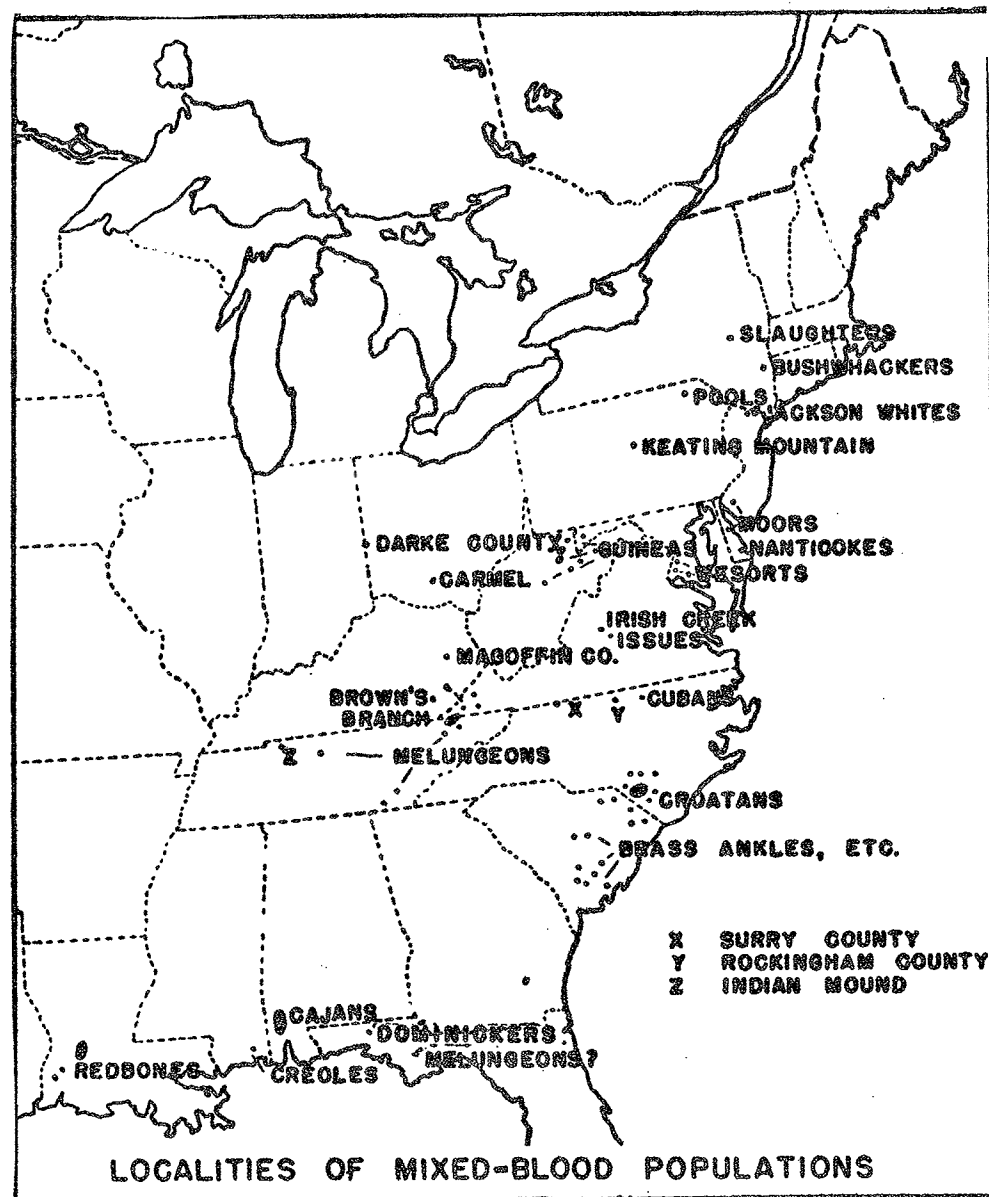 SLAUGHTERS
BUSHWHACKERS
POOLS
JACKSON WHITES
KEATING MOUNTAIN
MOORS
DARKE COUNTY
GUINEAS
NANTICOKES
CARMEL
WESORTS
IRISH CREEK
ISSUES
MAGOFFIN CO.
BROWN'S
BRANCH
CUBANS
X
Y
Z
MELUNGEONS
CROATANS
BRASS ANKLES, ETC.
X SURRY COUNTY
Y ROCKINGHAM COUNTY
Z INDIAN MOUND
CAJANS
DOMINICKERS
MELUNGEONS?
REDBONES
CREOLES
LOCALITIES OF MIXED-BLOOD POPULATIONS